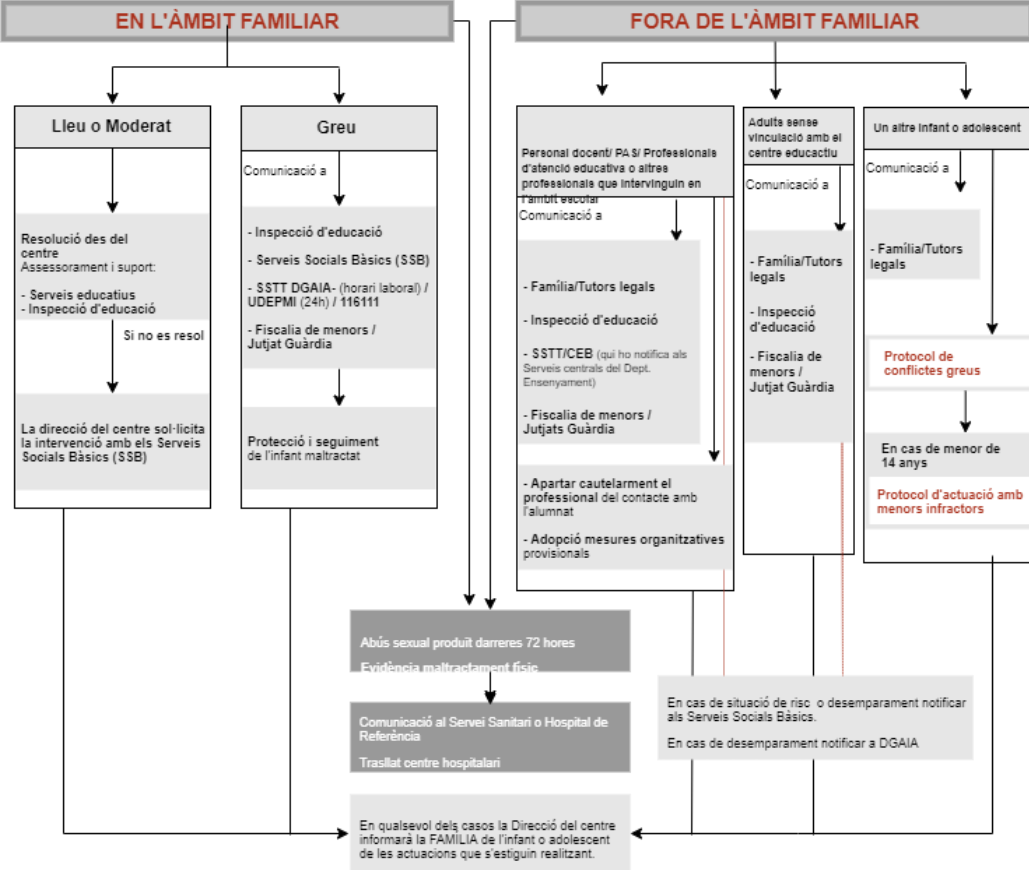 EN L'ÀMBIT FAMILIAR
FORA DE L'ÀMBIT FAMILIAR
Lleu o Moderat
Resolució des del
centre
Assessorament i suport:
- Serveis educatius
- Inspecció d'educació
Si no es resol
La direcció del centre sol·licita
la intervenció amb els Serveis
Socials Bàsics (SSB)
Greu
Comunicació a
- Inspecció d'educació
- Serveis Socials Bàsics (SSB)
- SSTT DGAIA- (horari laboral) /
UDEPMI (24h) / 116111
- Fiscalia de menors /
Jutjat Guàrdia
Protecció i seguiment
de l'infant maltractat
Personal docent/ PAS/ Professionals
d'atenció educativa o altres
professionals que intervinguin en
l'àmbit escolar
Comunicació a
- Família/Tutors legals
- Inspecció d'educació
- SSTT/CEB (qui ho notifica als
Serveis centrals del Dept.
Ensenyament)
- Fiscalia de menors /
Jutjats Guàrdia
- Apartar cautelarment el
professional del contacte amb
l'alumnat
- Adopció mesures organitzatives
provisionals
Adults sense
vinculació amb el
centre educactiu
Comunicació a
- Família/Tutors
legals
- Inspecció
d'educació
- Fiscalia de
menors /
Jutjat Guàrdia
Un altre infant o adolescent
Comunicació a
- Família/Tutors
legals
Protocol de
conflictes greus
En cas de menor de
14 anys
Protocol d'actuació amb
menors infractors
Abús sexual produït darreres 72 hores
Evidència maltractament físic
Comunicació al Servei Sanitari o Hospital de
Referència
Trasllat centre hospitalari
En cas de situació de risc o desemparament notificar
als Serveis Socials Bàsics.
En cas de desemparament notificar a DGAIA
En qualsevol dels casos la Direcció del centre
informarà la FAMÍLIA de l'infant o adolescent
de les actuacions que s'estiguin realitzant.